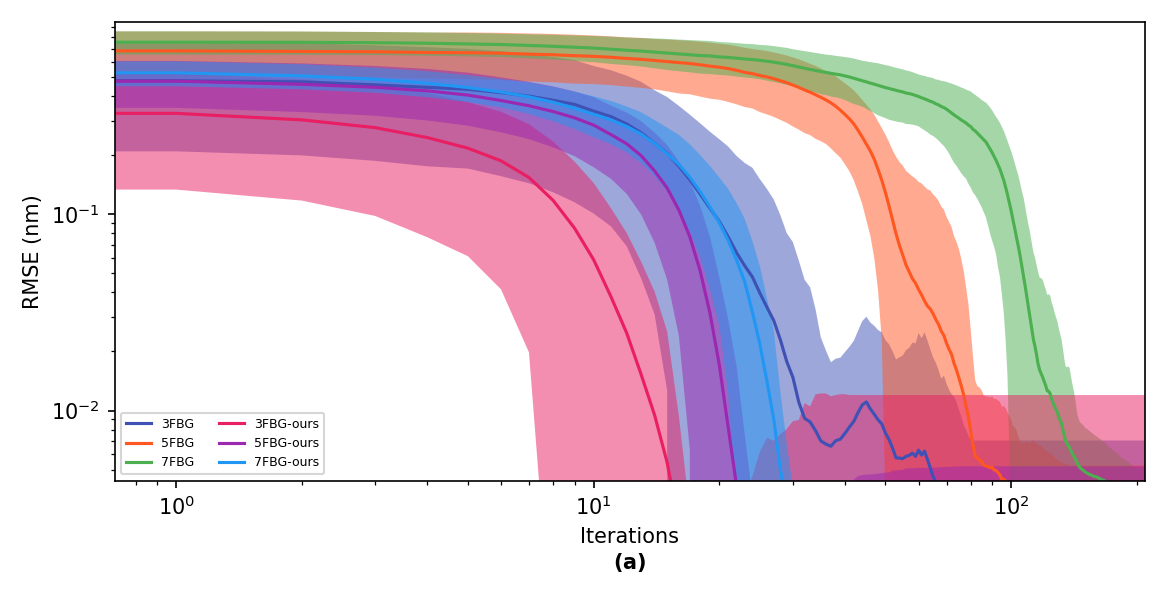 RMSE (nm)
10⁻¹
10⁻²
3FBG
5FBG
7FBG
3FBG-ours
5FBG-ours
7FBG-ours
10⁰
10¹
10²
Iterations
(a)